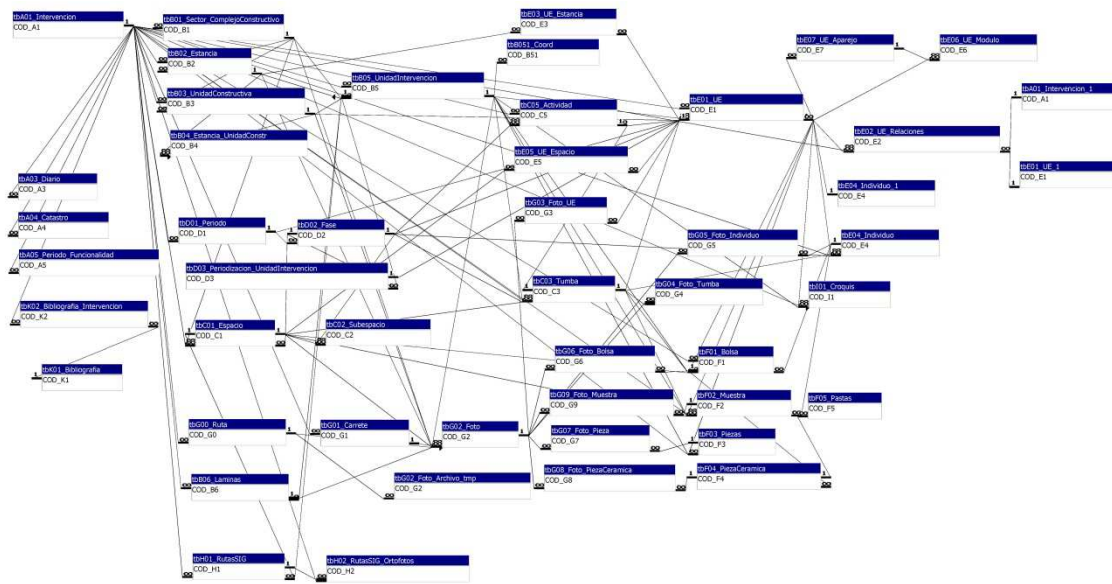 tbA01_Intervencion
COD_A1
tbB01_Sector_ComplejoConstructivo
COD_B1
tbB02_Estancia
COD_B2
tbB03_UnidadConstructiva
COD_B3
tbB04_Estancia_UnidadConstr
COD_B4
tbE03_UE_Estancia
COD_E3
tbB051_Coord
COD_B51
tbB05_UnidadIntervencion
COD_B5
tbC05_Actividad
COD_C5
tbE05_UE_Espacio
COD_E5
tbE01_UE
COD_E1
tbE07_UE_Aparejo
COD_E7
tbE06_UE_Modulo
COD_E6
tbA01_Intervencion_1
COD_A1
tbE02_UE_Relaciones
COD_E2
tbE01_UE_1
COD_E1
tbE04_Individuo_1
COD_E4
tbA03_Diario
COD_A3
tbA04_Catastro
COD_A4
tbA05_Periodo_Funcionalidad
COD_A5
tbK02_Bibliografia_Intervencion
COD_K2
tbK01_Bibliografia
COD_K1
tbD01_Periodo
COD_D1
tbD02_Fase
COD_D2
tbD03_Periodizacion_UnidadIntervencion
COD_D3
tbG03_Foto_UE
COD_G3
tbG05_Foto_Individuo
COD_G5
tbE04_Individuo
COD_E4
tbC03_Tumba
COD_C3
tbG04_Foto_Tumba
COD_G4
tbI01_Croquis
COD_I1
tbC01_Espacio
COD_C1
tbC02_Subespacio
COD_C2
tbG06_Foto_Bolsa
COD_G6
tbF01_Bolsa
COD_F1
tbG09_Foto_Muestra
COD_G9
tbF02_Muestra
COD_F2
tbF05_Pastas
COD_F5
tbG00_Ruta
COD_G0
tbG01_Carrete
COD_G1
tbG02_Foto
COD_G2
tbG07_Foto_Pieza
COD_G7
tbF03_Piezas
COD_F3
tbB06_Laminas
COD_B6
tbG02_Foto_Archivo_tmp
COD_G2
tbG08_Foto_PiezaCeramica
COD_G8
tbF04_PiezaCeramica
COD_F4
tbH01_RutasSIG
COD_H1
tbH02_RutasSIG_Ortofotos
COD_H2